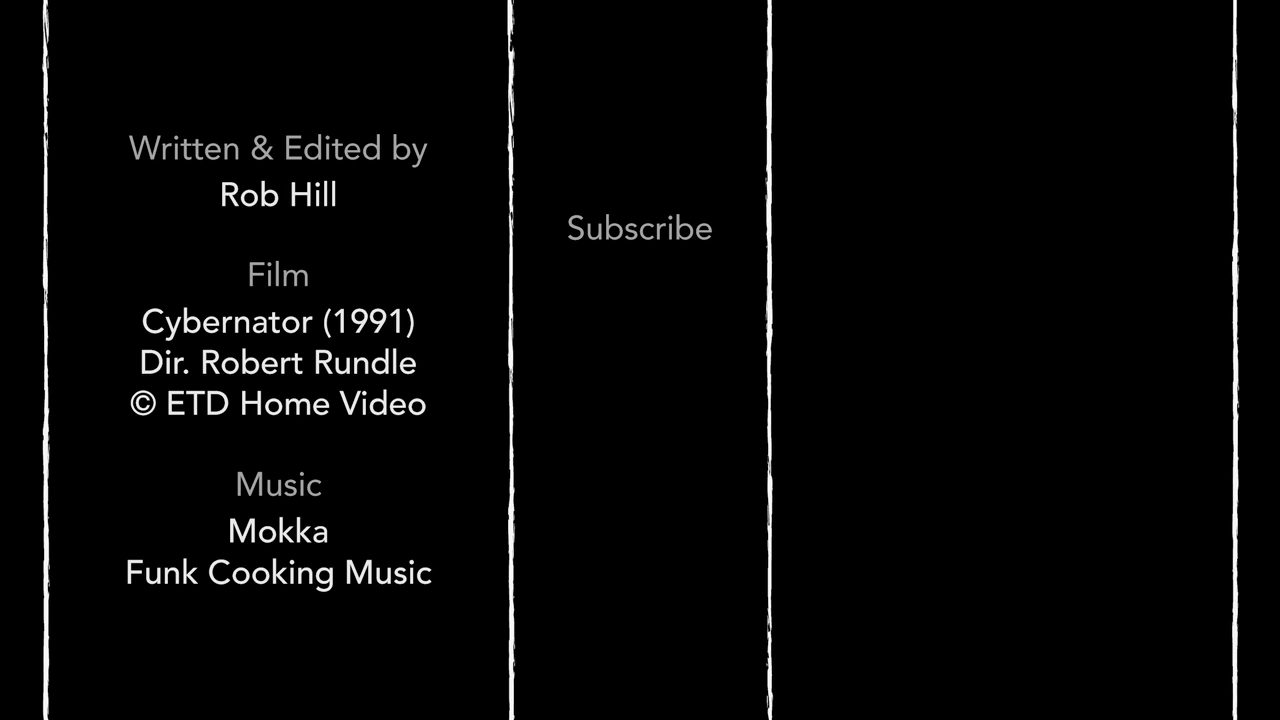 Written & Edited by
Rob Hill
Film
Cybernator (1991)
Dir. Robert Rundle
© ETD Home Video
Music
Mokka
Funk Cooking Music
Subscribe